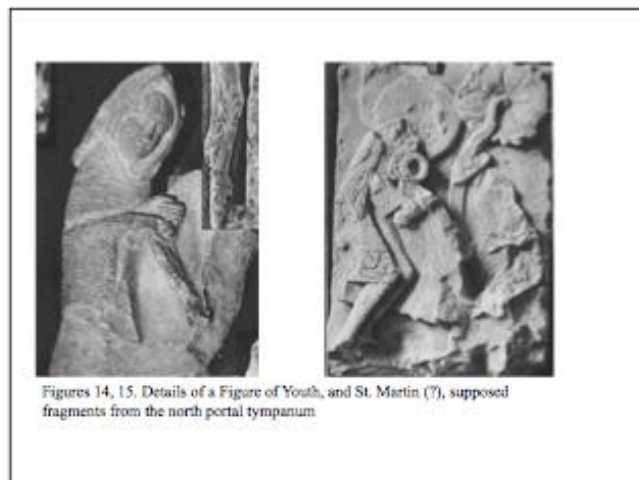 Figures 14, 15. Details of a Figure of Youth, and St. Martin (?), supposed
fragments from the north portal tympanum